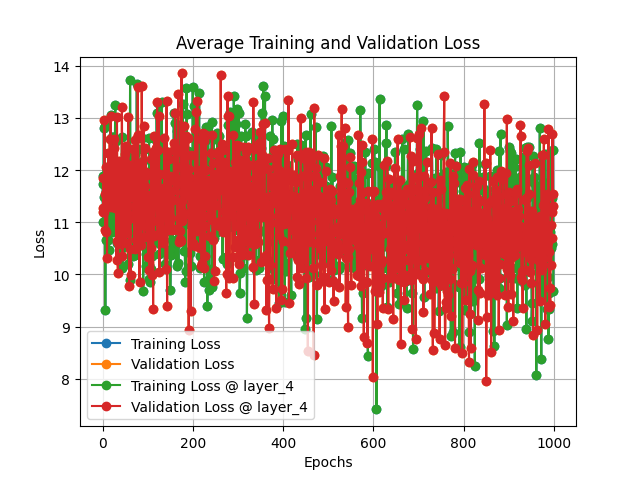 Average Training and Validation Loss
14
13
12
11
10
9
8
Loss
Training Loss
Validation Loss
Training Loss @ layer_4
Validation Loss @ layer_4
0 200 400 600 800 1000
Epochs